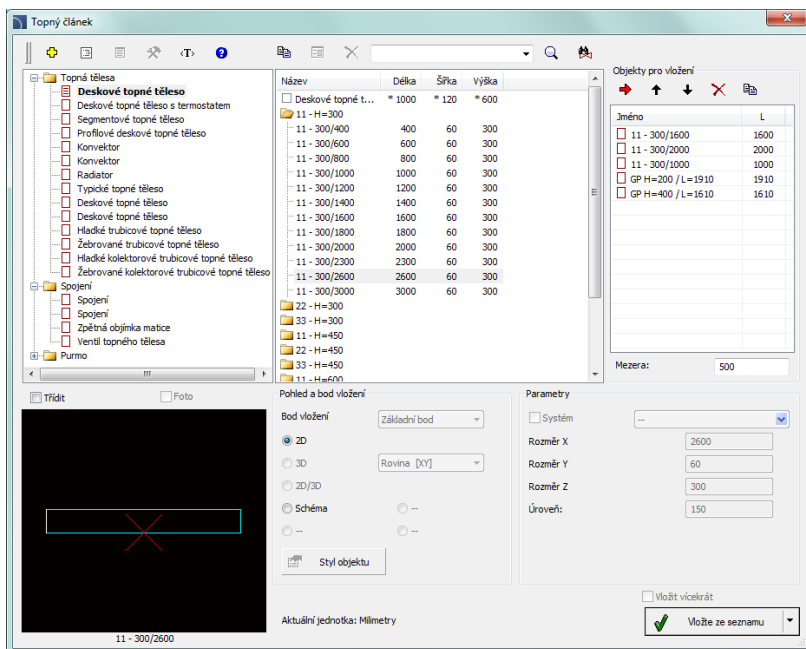 Topný článek
‹T›
Topná tělesa
Deskové topné těleso
Deskové topné těleso s termostatem
Segmentové topné těleso
Profilové deskové topné těleso
Konvektor
Konvektor
Radiator
Typické topné těleso
Deskové topné těleso
Deskové topné těleso
Hladké trubicové topné těleso
Žebrované trubicové topné těleso
Hladké kolektorové trubicové topné těleso
Žebrované kolektorové trubicové topné těleso
Spojení
Spojení
Spojení
Zpětná objímka matice
Ventil topného tělesa
Purmo
Název Délka Šířka Výška
Deskové topné t... * 1000 * 120 * 600
11 - H=300
11 - 300/400 400 60 300
11 - 300/600 600 60 300
11 - 300/800 800 60 300
11 - 300/1000 1000 60 300
11 - 300/1200 1200 60 300
11 - 300/1400 1400 60 300
11 - 300/1600 1600 60 300
11 - 300/1800 1800 60 300
11 - 300/2000 2000 60 300
11 - 300/2300 2300 60 300
11 - 300/2600 2600 60 300
11 - 300/3000 3000 60 300
22 - H=300
33 - H=300
11 - H=450
22 - H=450
33 - H=450
11 - H=600
Objekty pro vložení
Jméno L
11 - 300/1600 1600
11 - 300/2000 2000
11 - 300/1000 1000
GP H=200 / L=1910 1910
GP H=400 / L=1610 1610
Mezera: 500
Třídit Foto
11 - 300/2600
Pohled a bod vložení
Bod vložení Základní bod
2D
3D Rovina [XY]
2D/3D
Schéma --
-- --
Styl objektu
Aktuální jednotka: Milimetry
Parametry
Systém --
Rozměr X 2600
Rozměr Y 60
Rozměr Z 300
Úroveň: 150
Vložit vícekrát
Vložte ze seznamu